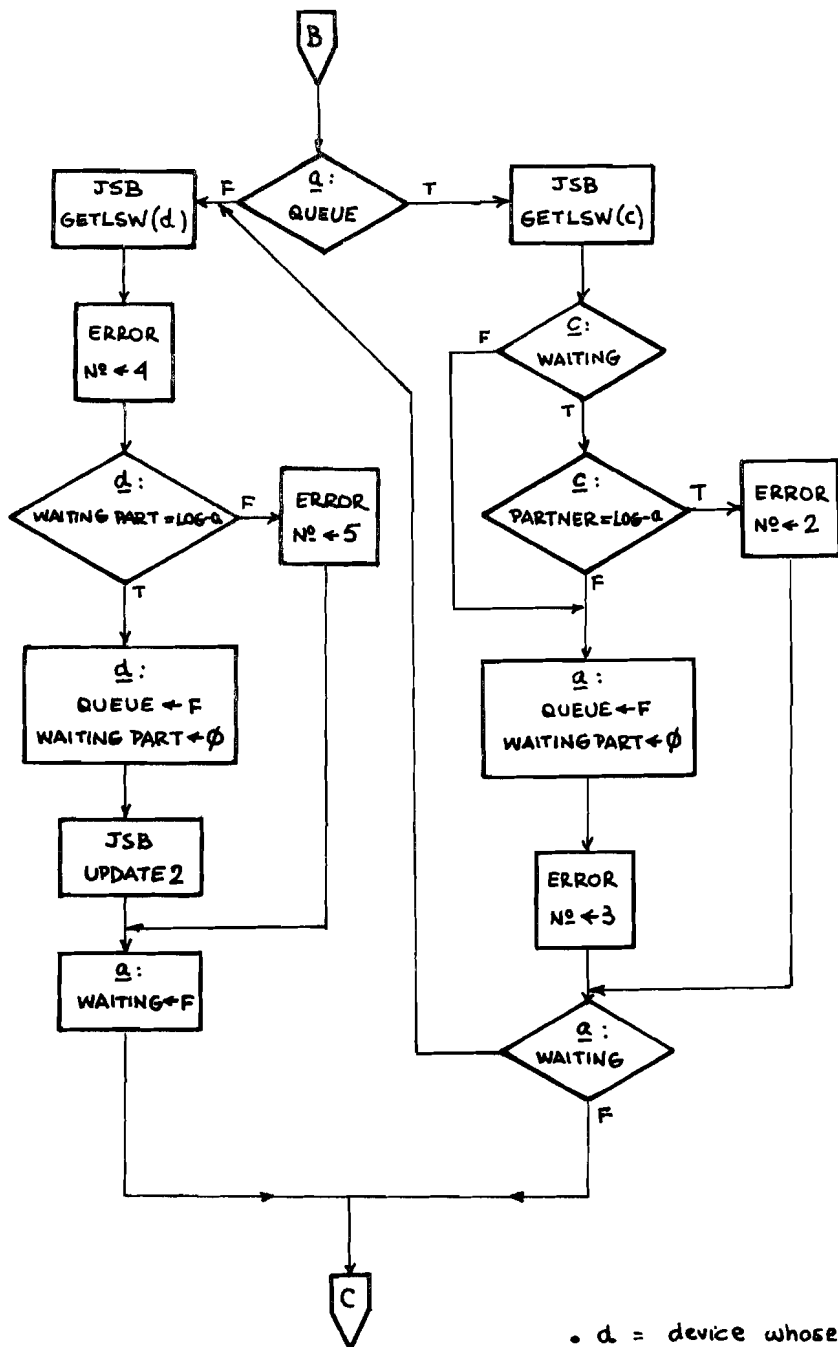 B
a:
QUEUE
F
T
JSB
GETLSW(d)
JSB
GETLSW(c)
ERROR
Nº ← 4
c:
WAITING
F
T
d:
WAITING PART = LOG-a
F
T
ERROR
Nº ← 5
c:
PARTNER = LOG-a
T
F
ERROR
Nº ← 2
d:
QUEUE ← F
WAITING PART ← Ø
a:
QUEUE ← F
WAITING PART ← Ø
JSB
UPDATE 2
ERROR
Nº ← 3
a:
WAITING ← F
a:
WAITING
F
C
. d = device whose